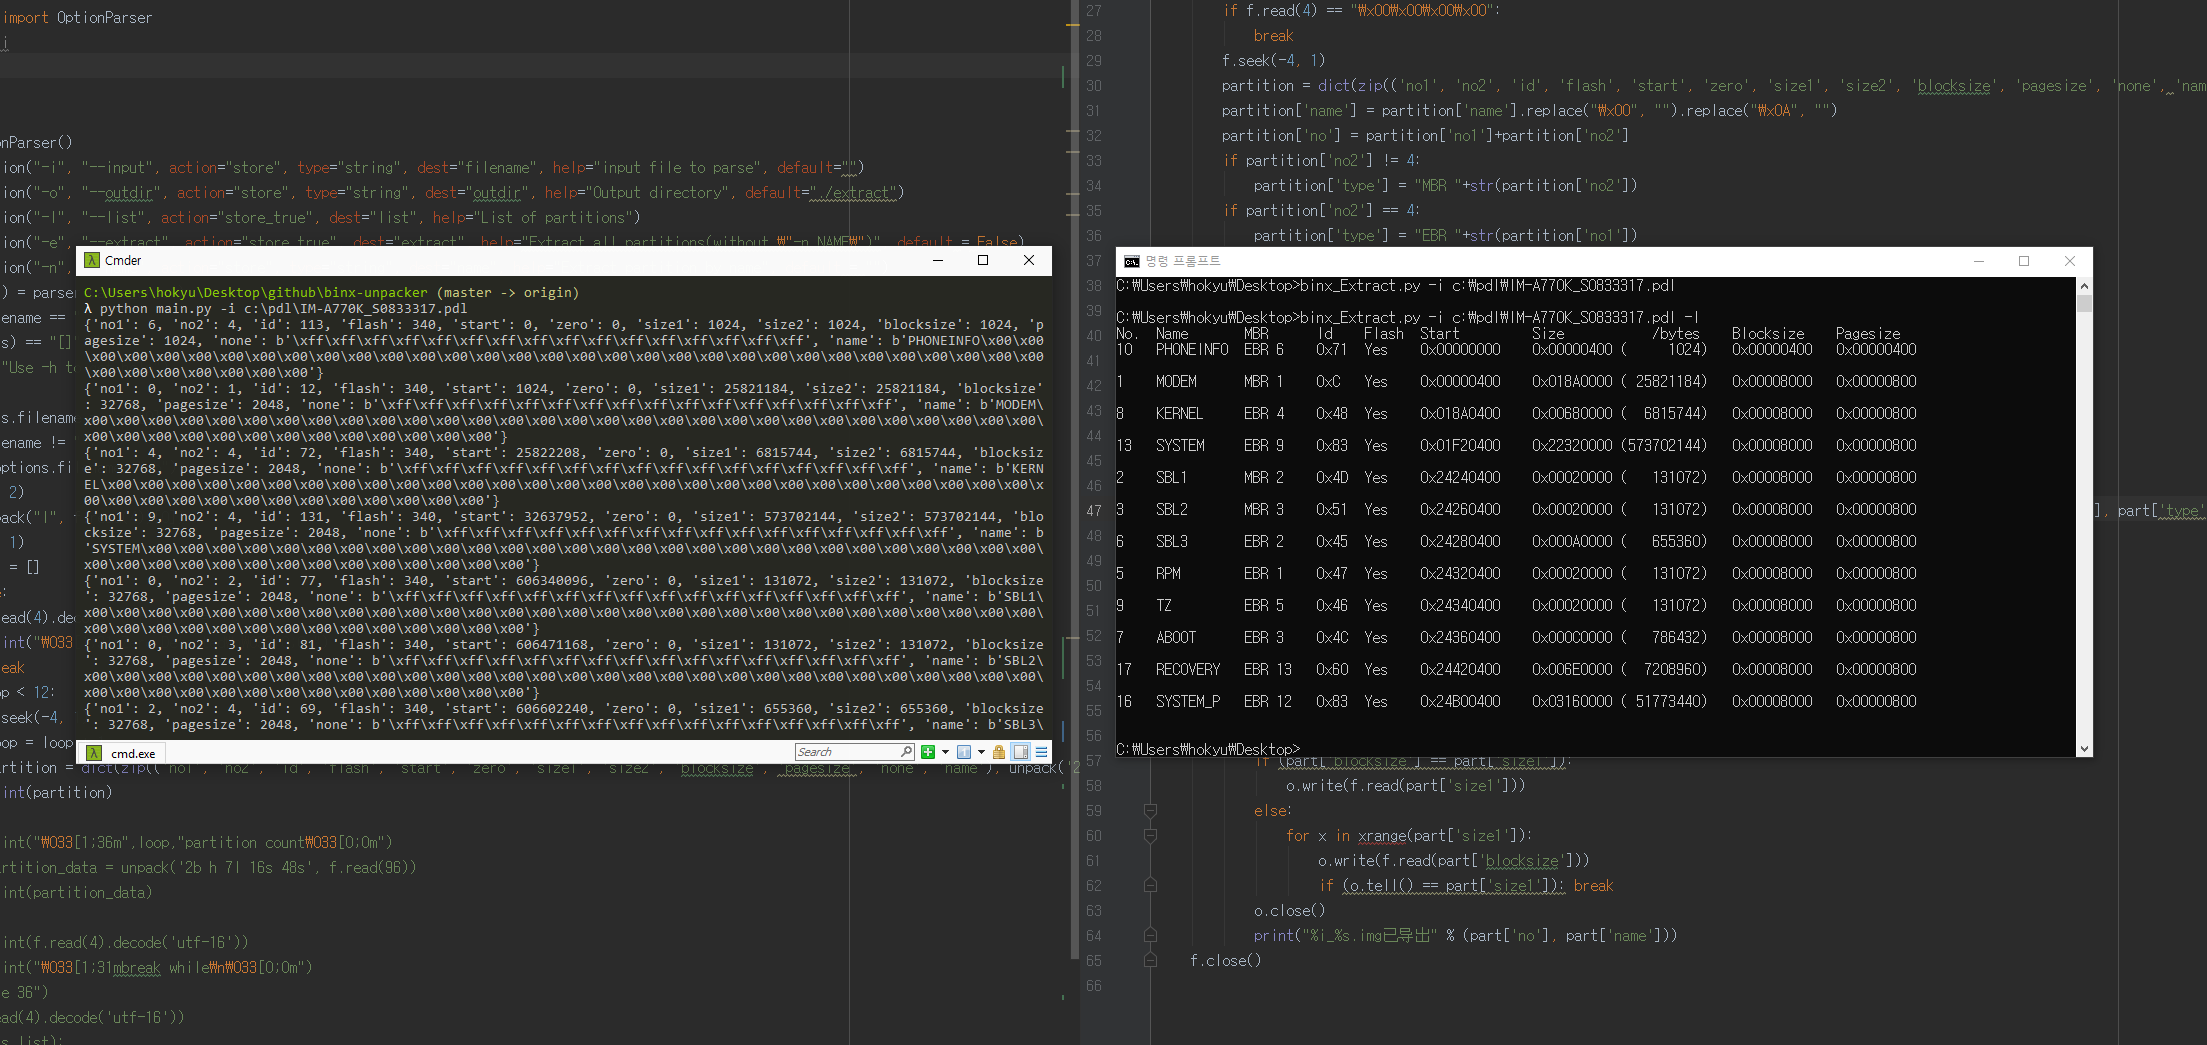 import OptionParser
i
onParser()
ion("-i", "--input", action="store", type="string", dest="filename", help="input file to parse", default="")
ion("-o", "--outdir", action="store", type="string", dest="outdir", help="Output directory", default="./extract")
ion("-l", "--list", action="store_true", dest="list", help="List of partitions")
ion("-e", "--extract", action="store_true", dest="extract", help="Extract all partitions(without ₩"-n NAME₩")", default = False)
ion("-n",
) = parser
ename ==
s) == "[]"
"Use -h to
s.filename
ename !=
options.fi
2)
pack("I",
1)
= []
ead(4).de
int("₩033
eak
op < 12:
seek(-4,
oop = loop
artition = dict(zip(('no1', 'no2', 'id', 'flash', 'start', 'zero', 'size1', 'size2', 'blocksize', 'pagesize', 'none', 'name'), unpack('2
int(partition)
int("₩033[1;36m",loop,"partition count₩033[0;0m")
artition_data = unpack('2b h 7l 16s 48s', f.read(96))
int(partition_data)
int(f.read(4).decode('utf-16'))
int("₩033[1;31mbreak while₩n₩033[0;0m")
e 36")
ead(4).decode('utf-16'))
s.list):
Cmder
C:\Users\hokyu\Desktop\github\binx-unpacker (master -> origin)
λ python main.py -i c:\pdl\IM-A770K_S0833317.pdl
{'no1': 6, 'no2': 4, 'id': 113, 'flash': 340, 'start': 0, 'zero': 0, 'size1': 1024, 'size2': 1024, 'blocksize': 1024, 'p
agesize': 1024, 'none': b'\xff\xff\xff\xff\xff\xff\xff\xff\xff\xff\xff\xff\xff\xff\xff\xff', 'name': b'PHONEINFO\x00\x00
\x00\x00\x00\x00\x00\x00\x00\x00\x00\x00\x00\x00\x00\x00\x00\x00\x00\x00\x00\x00\x00\x00\x00\x00\x00\x00\x00\x00
\x00\x00\x00\x00\x00\x00\x00'}
{'no1': 0, 'no2': 1, 'id': 12, 'flash': 340, 'start': 1024, 'zero': 0, 'size1': 25821184, 'size2': 25821184, 'blocksize'
: 32768, 'pagesize': 2048, 'none': b'\xff\xff\xff\xff\xff\xff\xff\xff\xff\xff\xff\xff\xff\xff\xff\xff', 'name': b'MODEM\
x00\x00\x00\x00\x00\x00\x00\x00\x00\x00\x00\x00\x00\x00\x00\x00\x00\x00\x00\x00\x00\x00\x00\x00\x00\x00\x00\x00\x00\x00\
x00\x00\x00\x00\x00\x00\x00\x00\x00\x00\x00\x00\x00'}
{'no1': 4, 'no2': 4, 'id': 72, 'flash': 340, 'start': 25822208, 'zero': 0, 'size1': 6815744, 'size2': 6815744, 'blocksiz
e': 32768, 'pagesize': 2048, 'none': b'\xff\xff\xff\xff\xff\xff\xff\xff\xff\xff\xff\xff\xff\xff\xff\xff', 'name': b'KERN
EL\x00\x00\x00\x00\x00\x00\x00\x00\x00\x00\x00\x00\x00\x00\x00\x00\x00\x00\x00\x00\x00\x00\x00\x00\x00\x00\x00\x00\x00\x
00\x00\x00\x00\x00\x00\x00\x00\x00\x00\x00\x00\x00'}
{'no1': 9, 'no2': 4, 'id': 131, 'flash': 340, 'start': 32637952, 'zero': 0, 'size1': 573702144, 'size2': 573702144, 'blo
cksize': 32768, 'pagesize': 2048, 'none': b'\xff\xff\xff\xff\xff\xff\xff\xff\xff\xff\xff\xff\xff\xff\xff\xff', 'name': b
'SYSTEM\x00\x00\x00\x00\x00\x00\x00\x00\x00\x00\x00\x00\x00\x00\x00\x00\x00\x00\x00\x00\x00\x00\x00\x00\x00\x00\x00\x00\
x00\x00\x00\x00\x00\x00\x00\x00\x00\x00\x00\x00\x00\x00'}
{'no1': 0, 'no2': 2, 'id': 77, 'flash': 340, 'start': 606340096, 'zero': 0, 'size1': 131072, 'size2': 131072, 'blocksize
': 32768, 'pagesize': 2048, 'none': b'\xff\xff\xff\xff\xff\xff\xff\xff\xff\xff\xff\xff\xff\xff\xff\xff', 'name': b'SBL1\
x00\x00\x00\x00\x00\x00\x00\x00\x00\x00\x00\x00\x00\x00\x00\x00\x00\x00\x00\x00\x00\x00\x00\x00\x00\x00\x00\x00\x00\x00\
x00\x00\x00\x00\x00\x00\x00\x00\x00\x00\x00\x00\x00\x00'}
{'no1': 0, 'no2': 3, 'id': 81, 'flash': 340, 'start': 606471168, 'zero': 0, 'size1': 131072, 'size2': 131072, 'blocksize
': 32768, 'pagesize': 2048, 'none': b'\xff\xff\xff\xff\xff\xff\xff\xff\xff\xff\xff\xff\xff\xff\xff\xff', 'name': b'SBL2\
x00\x00\x00\x00\x00\x00\x00\x00\x00\x00\x00\x00\x00\x00\x00\x00\x00\x00\x00\x00\x00\x00\x00\x00\x00\x00\x00\x00\x00\x00\
x00\x00\x00\x00\x00\x00\x00\x00\x00\x00\x00\x00\x00\x00'}
{'no1': 2, 'no2': 4, 'id': 69, 'flash': 340, 'start': 606602240, 'zero': 0, 'size1': 655360, 'size2': 655360, 'blocksize
': 32768, 'pagesize': 2048, 'none': b'\xff\xff\xff\xff\xff\xff\xff\xff\xff\xff\xff\xff\xff\xff\xff\xff', 'name': b'SBL3\
cmd.exe
Search
27 if f.read(4) == "₩x00₩x00₩x00₩x00":
28 break
29 f.seek(-4, 1)
30 partition = dict(zip(('no1', 'no2', 'id', 'flash', 'start', 'zero', 'size1', 'size2', 'blocksize', 'pagesize', 'none', 'nam
31 partition['name'] = partition['name'].replace("₩x00", "").replace("₩x0A", "")
32 partition['no'] = partition['no1']+partition['no2']
33 if partition['no2'] != 4:
34 partition['type'] = "MBR "+str(partition['no2'])
35 if partition['no2'] == 4:
36 partition['type'] = "EBR "+str(partition['no1'])
37
38
39
40
41
42
43
44
45
46
47 ], part['type'
48
49
50
51
52
53
54
55
56
57 if (part['blocksize'] == part['size1']):
58 o.write(f.read(part['size1']))
59 else:
60 for x in xrange(part['size1']):
61 o.write(f.read(part['blocksize']))
62 if (o.tell() == part['size1']): break
63 o.close()
64 print("%i_%s.img已导出" % (part['no'], part['name']))
65 f.close()
66
명령 프롬프트
C:₩Users₩hokyu₩Desktop>binx_Extract.py -i c:₩pdl₩IM-A770K_S0833317.pdl
C:₩Users₩hokyu₩Desktop>binx_Extract.py -i c:₩pdl₩IM-A770K_S0833317.pdl -l
No. Name MBR Id Flash Start Size /bytes Blocksize Pagesize
10 PHONEINFO EBR 6 0x71 Yes 0x00000000 0x00000400 ( 1024) 0x00000400 0x00000400
1 MODEM MBR 1 0xC Yes 0x00000400 0x018A0000 ( 25821184) 0x00008000 0x00000800
8 KERNEL EBR 4 0x48 Yes 0x018A0400 0x00680000 ( 6815744) 0x00008000 0x00000800
13 SYSTEM EBR 9 0x83 Yes 0x01F20400 0x22320000 (573702144) 0x00008000 0x00000800
2 SBL1 MBR 2 0x4D Yes 0x24240400 0x00020000 ( 131072) 0x00008000 0x00000800
3 SBL2 MBR 3 0x51 Yes 0x24260400 0x00020000 ( 131072) 0x00008000 0x00000800
6 SBL3 EBR 2 0x45 Yes 0x24280400 0x000A0000 ( 655360) 0x00008000 0x00000800
5 RPM EBR 1 0x47 Yes 0x24320400 0x00020000 ( 131072) 0x00008000 0x00000800
9 TZ EBR 5 0x46 Yes 0x24340400 0x00020000 ( 131072) 0x00008000 0x00000800
7 ABOOT EBR 3 0x4C Yes 0x24360400 0x000C0000 ( 786432) 0x00008000 0x00000800
17 RECOVERY EBR 13 0x60 Yes 0x24420400 0x006E0000 ( 7208960) 0x00008000 0x00000800
16 SYSTEM_P EBR 12 0x83 Yes 0x24B00400 0x03160000 ( 51773440) 0x00008000 0x00000800
C:₩Users₩hokyu₩Desktop>